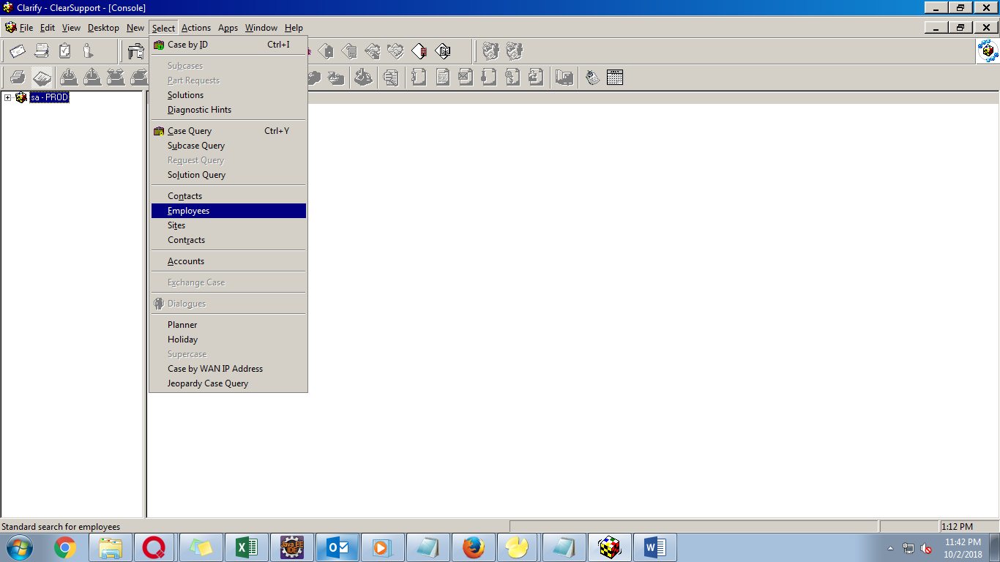 Clarify - ClearSupport - [Console]
File Edit View Desktop New Select Actions Apps Window Help
Case by ID Ctrl+I
Subcases
Part Requests
Solutions
Diagnostic Hints
Case Query Ctrl+Y
Subcase Query
Request Query
Solution Query
Contacts
Employees
Sites
Contracts
Accounts
Exchange Case
Dialogues
Planner
Holiday
Supercase
Case by WAN IP Address
Jeopardy Case Query
sa - PROD
Standard search for employees
1:12 PM
Java EE
IDE
11:42 PM
10/2/2018